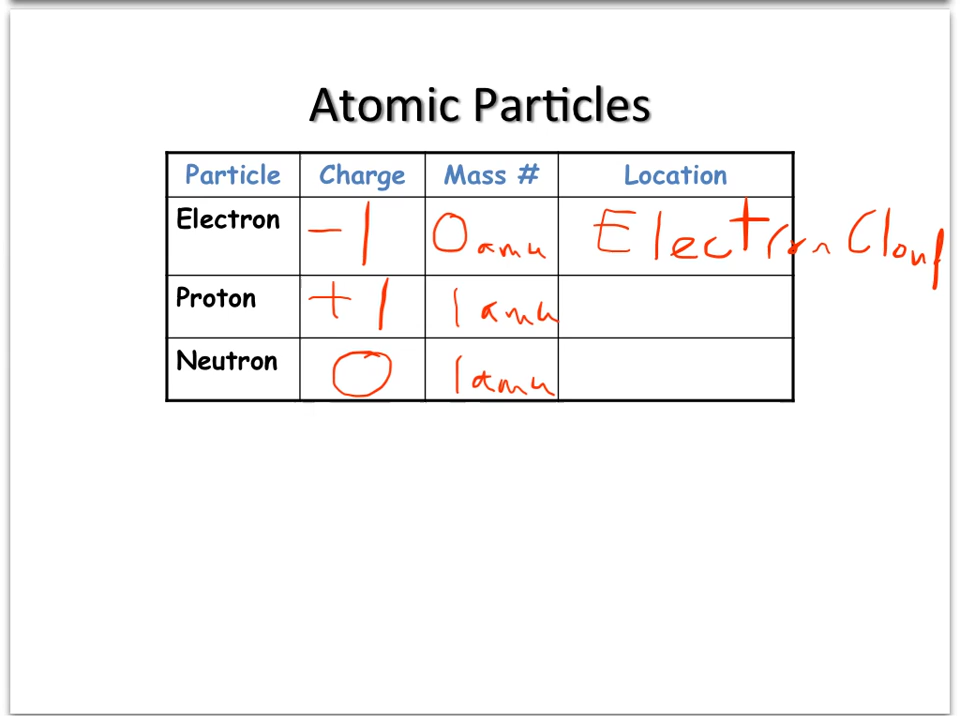 Atomic Particles
Particle Charge Mass # Location
Electron -1 0 amu Electron Cloud
Proton +1 1 amu
Neutron 0 1 amu